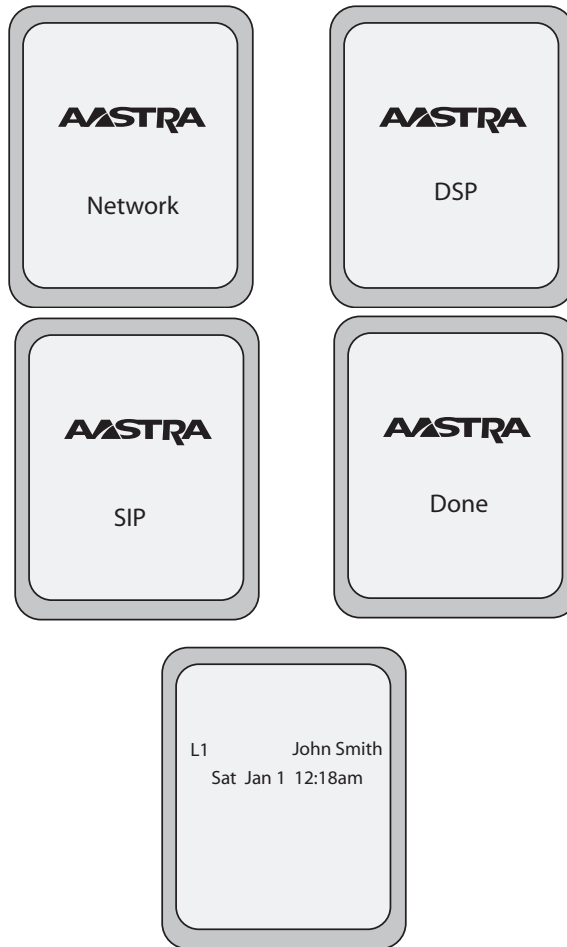 AASTRA
Network
AASTRA
DSP
AASTRA
SIP
AASTRA
Done
L1 John Smith
Sat Jan 1 12:18am